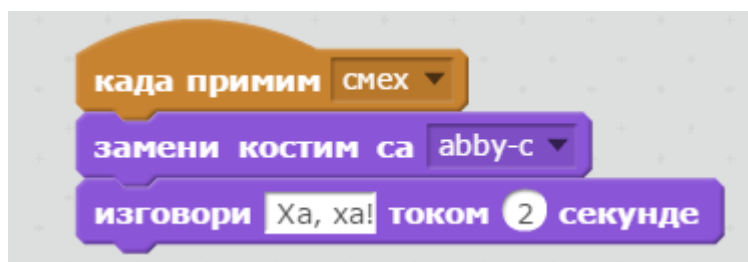 када примим смех
замени костим са abby-c
изговори Ха, ха! током 2 секунде